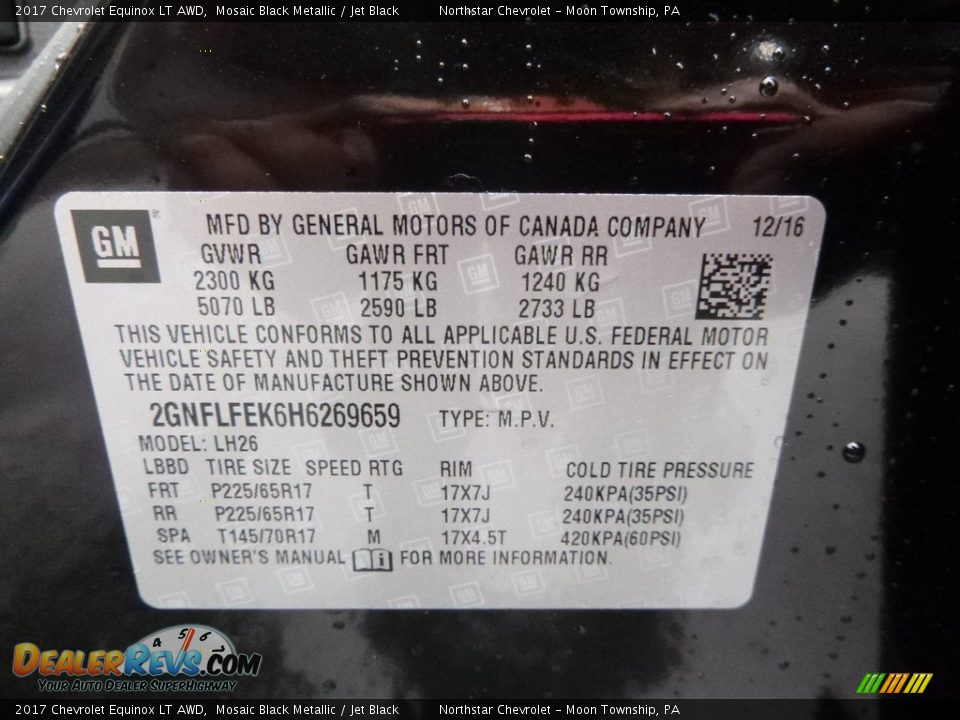 2017 Chevrolet Equinox LT AWD, Mosaic Black Metallic / Jet Black Northstar Chevrolet - Moon Township, PA
GM MFD BY GENERAL MOTORS OF CANADA COMPANY 12/16
GVWR GAWR FRT GAWR RR
2300 KG 1175 KG 1240 KG
5070 LB 2590 LB 2733 LB
THIS VEHICLE CONFORMS TO ALL APPLICABLE U.S. FEDERAL MOTOR
VEHICLE SAFETY AND THEFT PREVENTION STANDARDS IN EFFECT ON
THE DATE OF MANUFACTURE SHOWN ABOVE.
2GNFLFEK6H6269659 TYPE: M.P.V.
MODEL: LH26
LBBD TIRE SIZE SPEED RTG RIM COLD TIRE PRESSURE
FRT P225/65R17 T 17X7J 240KPA(35PSI)
RR P225/65R17 T 17X7J 240KPA(35PSI)
SPA T145/70R17 M 17X4.5T 420KPA(60PSI)
SEE OWNER'S MANUAL FOR MORE INFORMATION.
4 5 6
DEALERREVS.COM
Your Auto Dealer SuperHighway
2017 Chevrolet Equinox LT AWD, Mosaic Black Metallic / Jet Black Northstar Chevrolet - Moon Township, PA